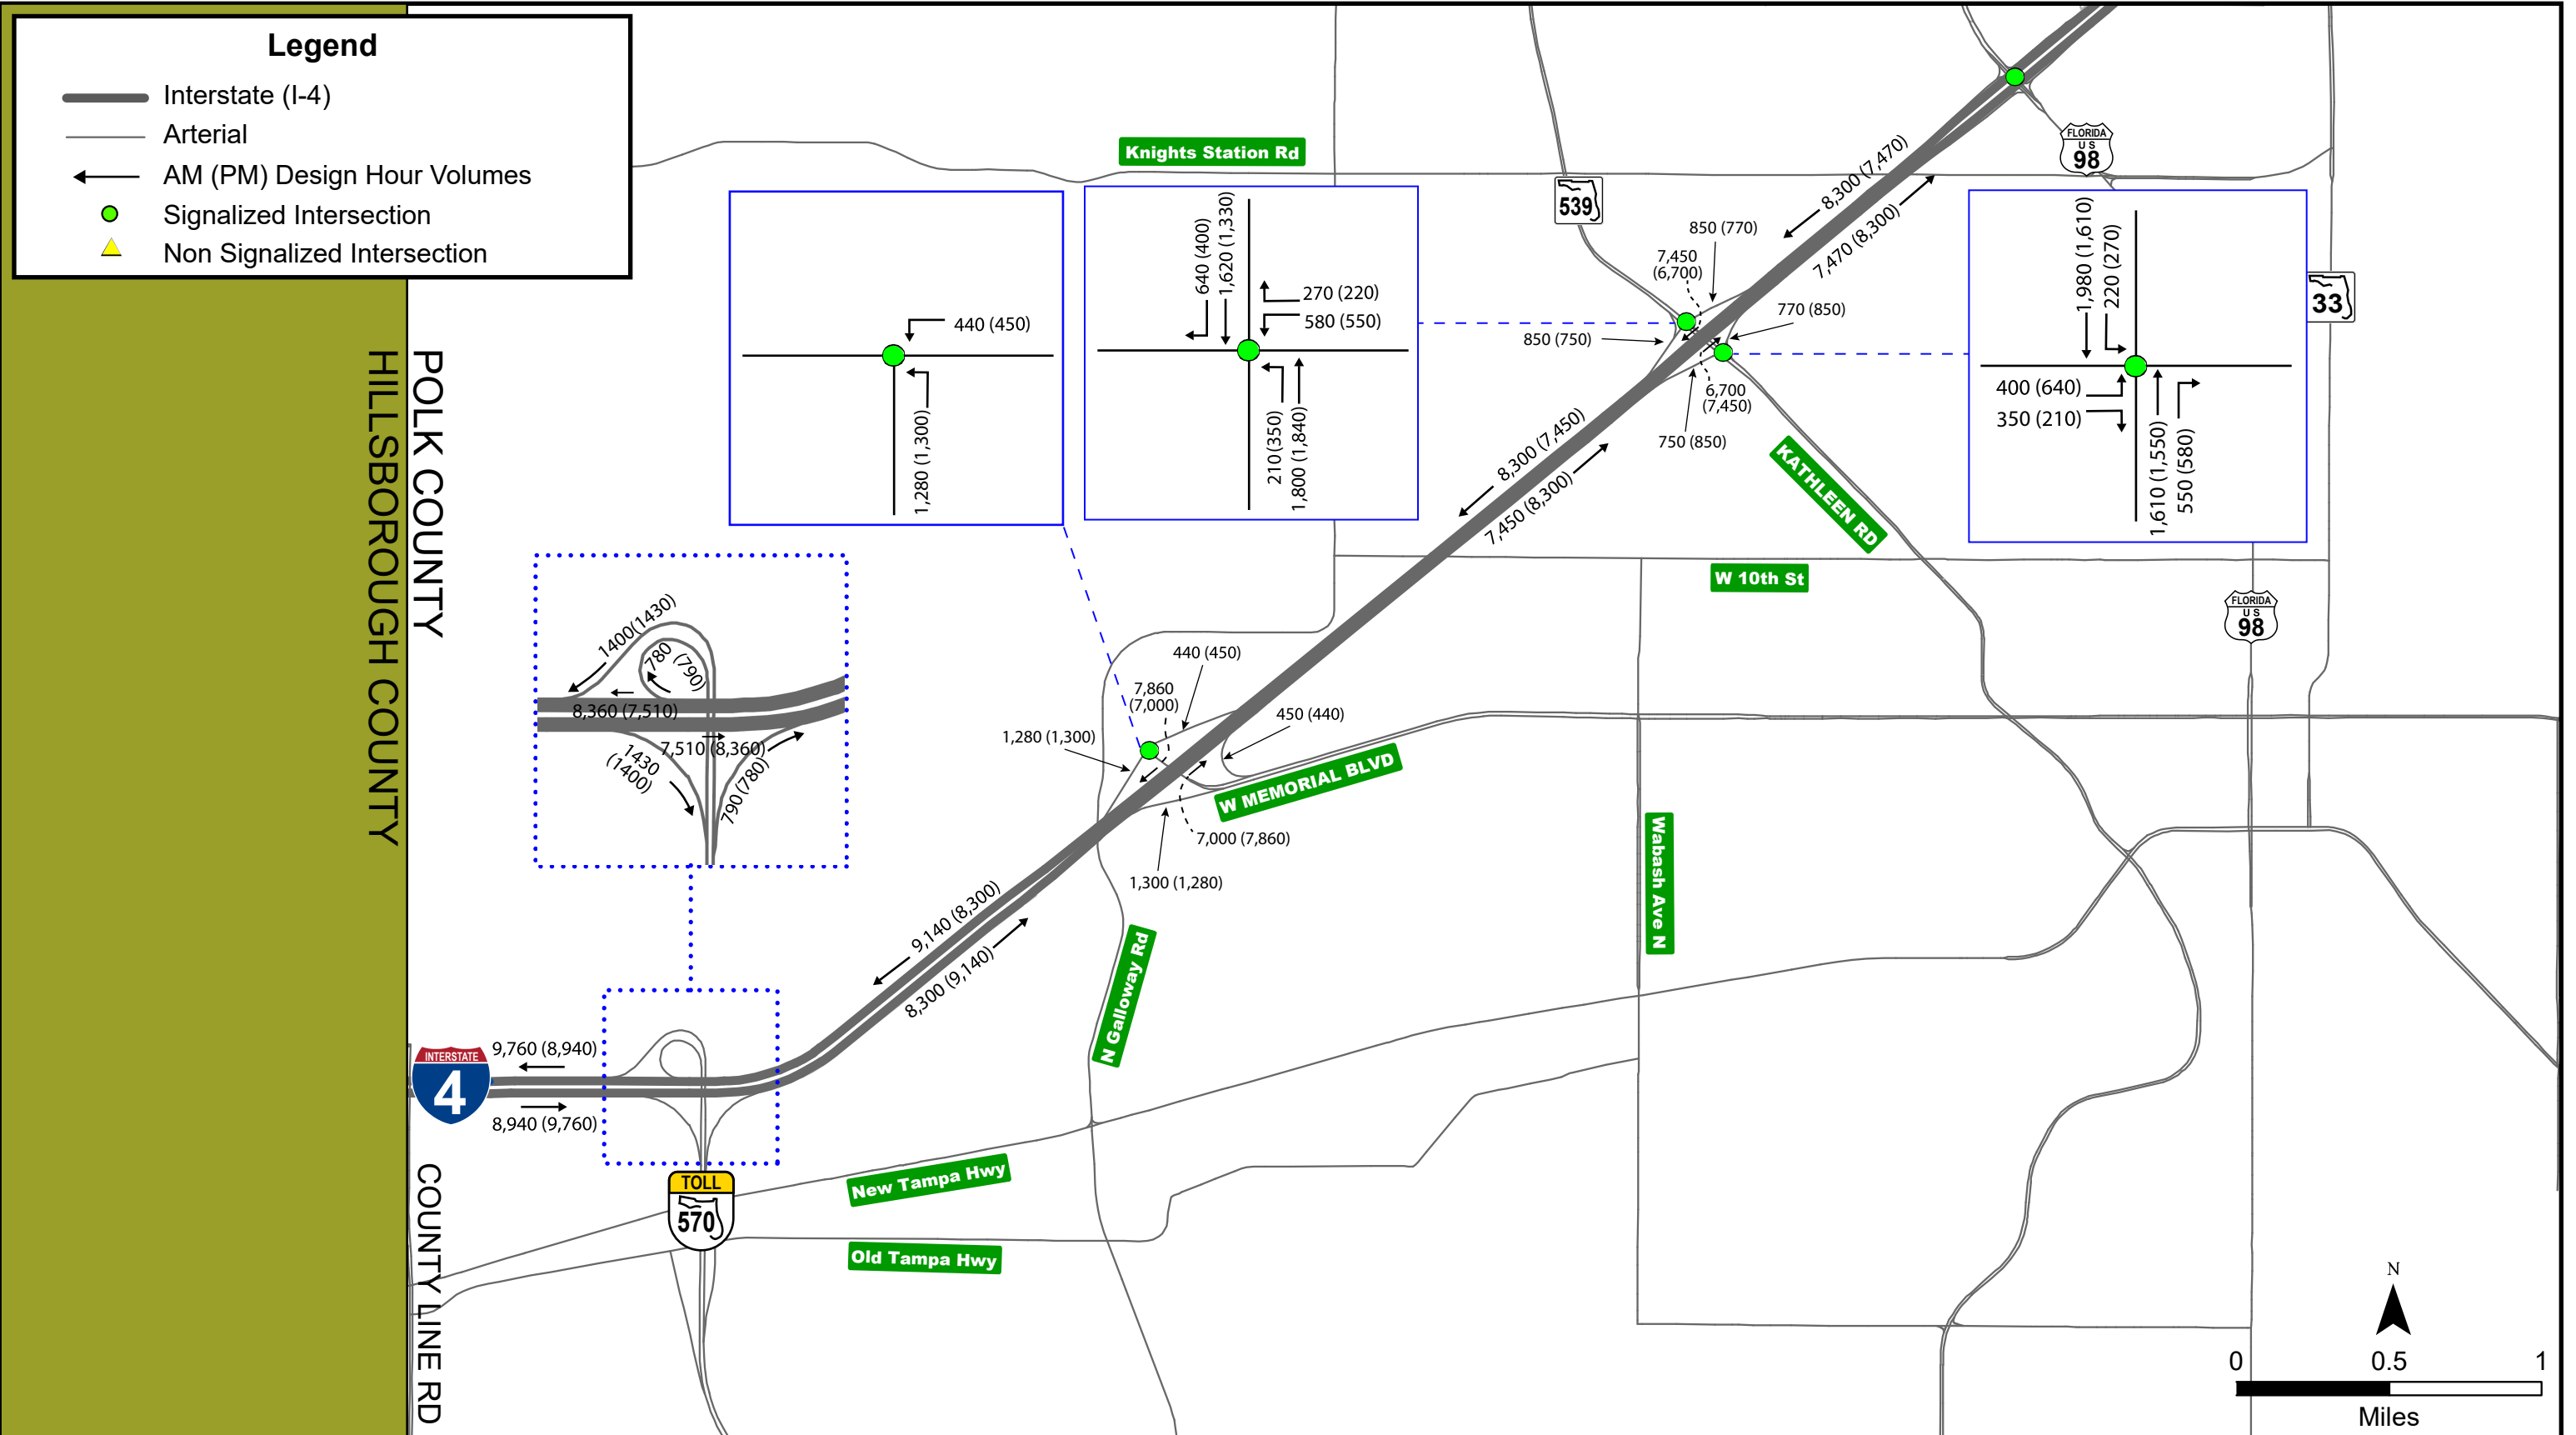 Legend
Interstate (I-4)
Arterial
AM (PM) Design Hour Volumes
Signalized Intersection
Non Signalized Intersection
POLK COUNTY
HILLSBOROUGH COUNTY
COUNTY LINE RD
Knights Station Rd
539
FLORIDA
US
98
33
8,300 (7,470)
7,470 (8,300)
850 (770)
7,450
(6,700)
770 (850)
850 (750)
6,700
(7,450)
750 (850)
440 (450)
1,280 (1,300)
640 (400)
1,620 (1,330)
270 (220)
580 (550)
210 (350)
1,800 (1,840)
1,980 (1,610)
220 (270)
400 (640)
350 (210)
1,610 (1,550)
550 (580)
8,300 (7,450)
7,450 (8,300)
KATHLEEN RD
W 10th St
FLORIDA
US
98
1400(1430)
780
(790)
8,360 (7,510)
7,510 (8,360)
1430
(1400)
790 (780)
440 (450)
7,860
(7,000)
450 (440)
1,280 (1,300)
W MEMORIAL BLVD
7,000 (7,860)
1,300 (1,280)
Wabash Ave N
9,140 (8,300)
8,300 (9,140)
N Galloway Rd
INTERSTATE
4
9,760 (8,940)
8,940 (9,760)
TOLL
570
New Tampa Hwy
Old Tampa Hwy
N
0 0.5 1
Miles